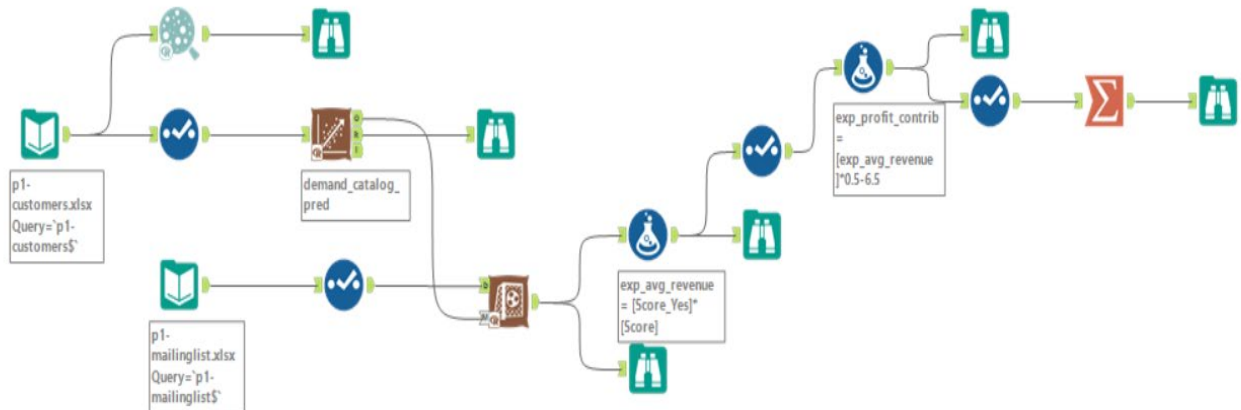 p1-
customers.xlsx
Query=`p1-
customers$`
demand_catalog_
pred
p1-
mailinglist.xlsx
Query=`p1-
mailinglist$`
exp_avg_revenue
= [Score_Yes]*
[Score]
exp_profit_contrib
=
[exp_avg_revenue
]*0.5-6.5